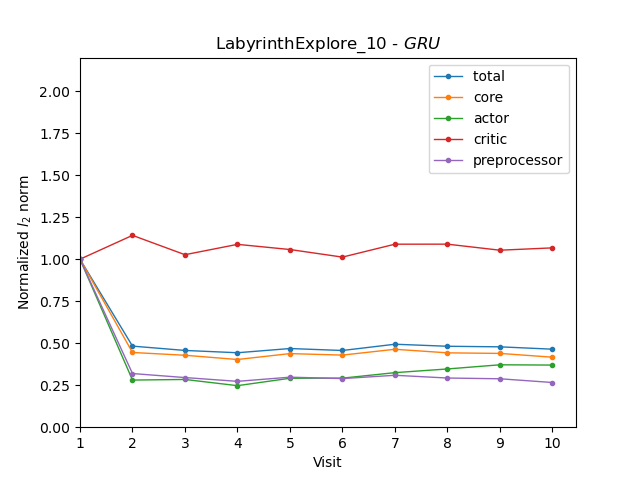 LabyrinthExplore_10 - GRU
Normalized l₂ norm
2.00
1.75
1.50
1.25
1.00
0.75
0.50
0.25
0.00
total
core
actor
critic
preprocessor
1 2 3 4 5 6 7 8 9 10
Visit